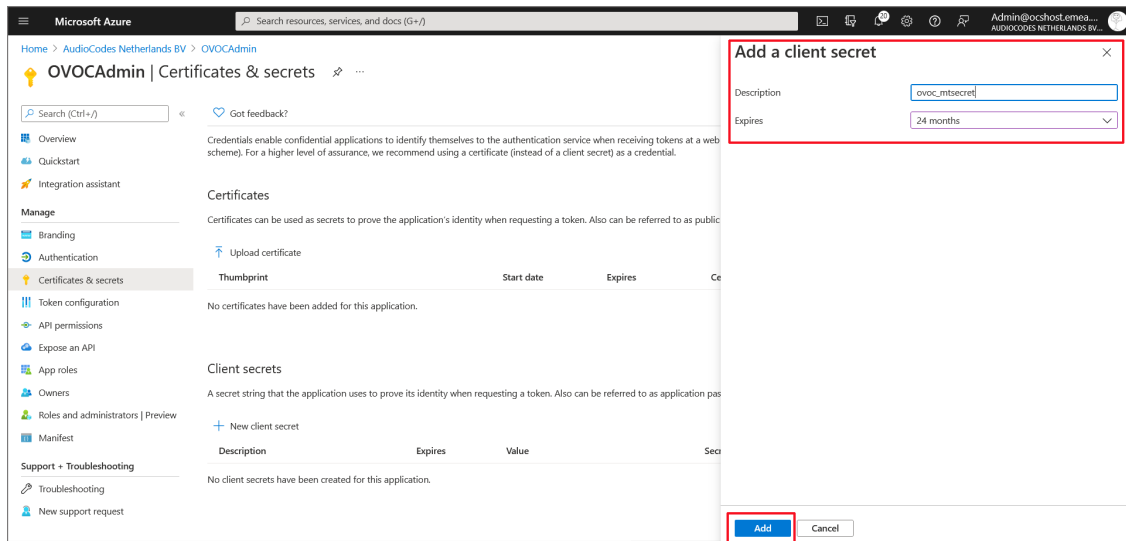 Microsoft Azure
Search resources, services, and docs (G+/)
20
Admin@ocshost.emea....
AUDIOCODES NETHERLANDS BV...
Home > AudioCodes Netherlands BV > OVOCAdmin
OVOCAdmin | Certificates & secrets
Search (Ctrl+/)
Overview
Quickstart
Integration assistant
Manage
Branding
Authentication
Certificates & secrets
Token configuration
API permissions
Expose an API
App roles
Owners
Roles and administrators | Preview
Manifest
Support + Troubleshooting
Troubleshooting
New support request
Got feedback?
Credentials enable confidential applications to identify themselves to the authentication service when receiving tokens at a web
scheme). For a higher level of assurance, we recommend using a certificate (instead of a client secret) as a credential.
Certificates
Certificates can be used as secrets to prove the application's identity when requesting a token. Also can be referred to as public
Upload certificate
Thumbprint Start date Expires Ce
No certificates have been added for this application.
Client secrets
A secret string that the application uses to prove its identity when requesting a token. Also can be referred to as application pas
New client secret
Description Expires Value Secr
No client secrets have been created for this application.
Add a client secret
Description ovoc_mtsecret
Expires 24 months
Add Cancel